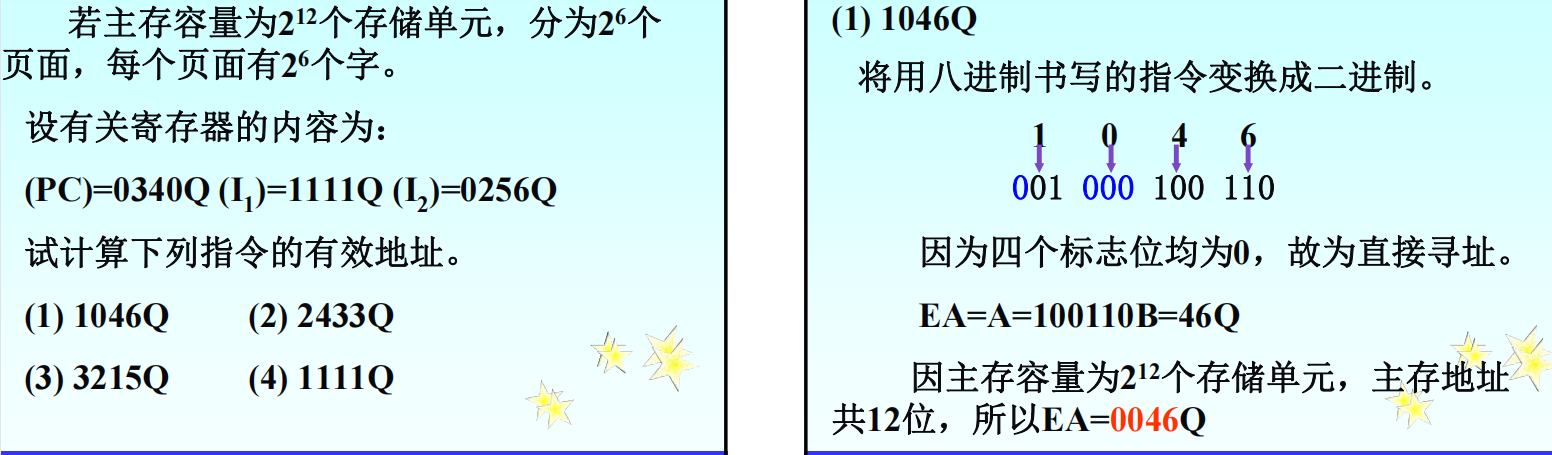 若主存容量为2¹²个存储单元，分为2⁶个
页面，每个页面有2⁶个字。
设有关寄存器的内容为：
(PC)=0340Q (I₁)=1111Q (I₂)=0256Q
试计算下列指令的有效地址。
(1) 1046Q (2) 2433Q
(3) 3215Q (4) 1111Q
(1) 1046Q
将用八进制书写的指令变换成二进制。
1 0 4 6
001 000 100 110
因为四个标志位均为0，故为直接寻址。
EA=A=100110B=46Q
因主存容量为2¹²个存储单元，主存地址
共12位，所以EA=0046Q